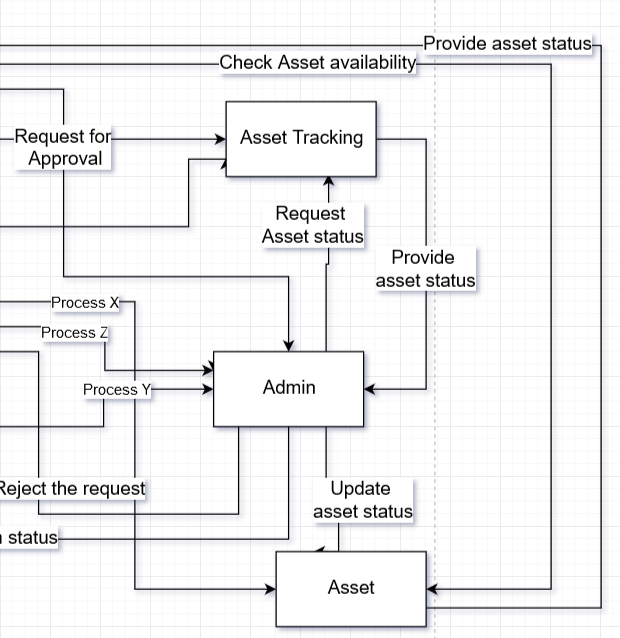 Provide asset status
Check Asset availability
Request for
Approval
Asset Tracking
Request
Asset status
Provide
asset status
Process X
Process Z
Process Y
Admin
Reject the request
Update
asset status
status
Asset